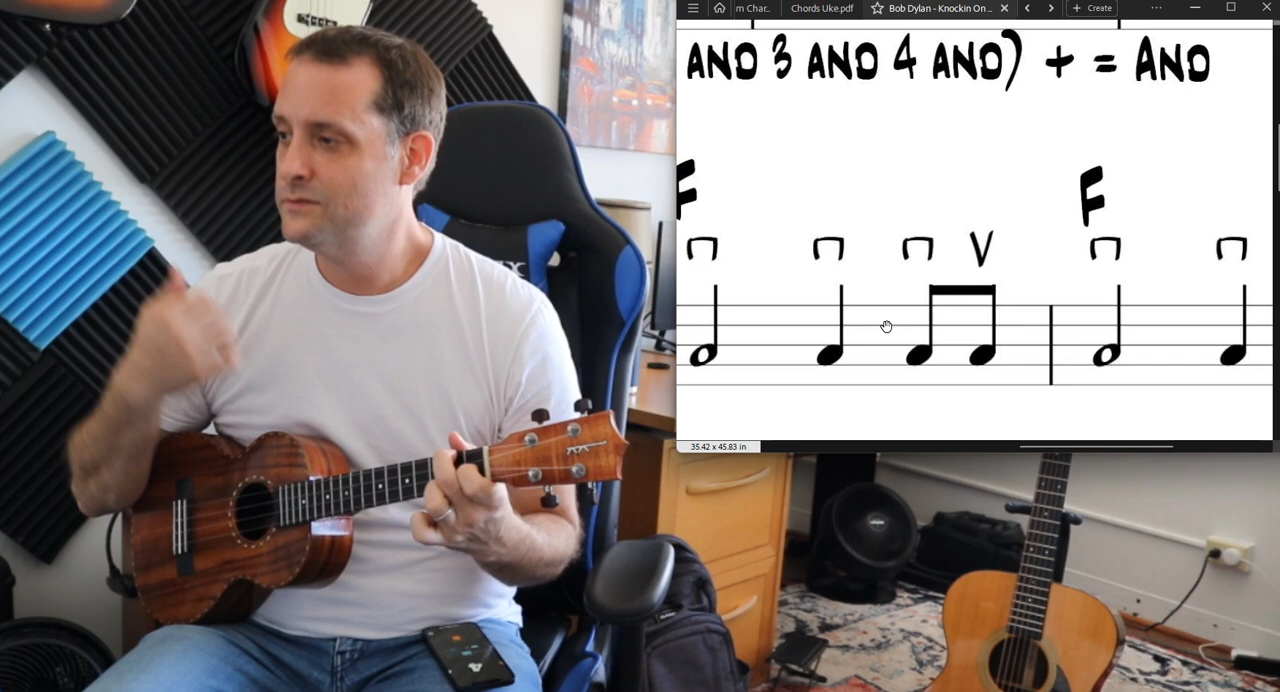 m Char..
Chords Uke.pdf
Bob Dylan - Knockin On ..
Create
AND 3 AND 4 AND) + = AND
F
F
V
35.42 x 45.83 in